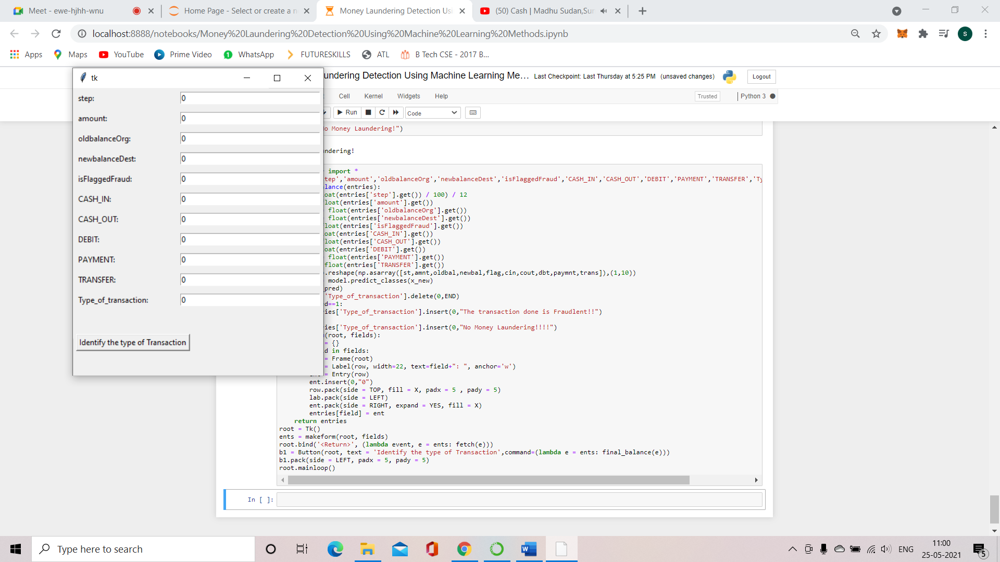 Meet - ewe-hjhh-wnu
Home Page - Select or create a n
Money Laundering Detection Usi
(50) Cash | Madhu Sudan,Sur
localhost:8888/notebooks/Money%20Laundering%20Detection%20Using%20Machine%20Learning%20Methods.ipynb
S
Apps
Maps
YouTube
Prime Video
WhatsApp
FUTURESKILLS
ATL
B Tech CSE - 2017 B...
tk
undering Detection Using Machine Learning Me... Last Checkpoint: Last Thursday at 5:25 PM (unsaved changes)
Logout
Cell Kernel Widgets Help
Trusted
Python 3
Run
Code
step: 0
amount: 0
oldbalanceOrg: 0
newbalanceDest: 0
isFlaggedFraud: 0
CASH_IN: 0
CASH_OUT: 0
DEBIT: 0
PAYMENT: 0
TRANSFER: 0
Type_of_transaction: 0
Identify the type of Transaction
o Money Laundering!")
ndering!
import *
tep','amount','oldbalanceOrg','newbalanceDest','isFlaggedFraud','CASH_IN','CASH_OUT','DEBIT','PAYMENT','TRANSFER','Ty
lance(entries):
oat(entries['step'].get()) / 100) / 12
loat(entries['amount'].get())
float(entries['oldbalanceOrg'].get())
float(entries['newbalanceDest'].get())
loat(entries['isFlaggedFraud'].get())
oat(entries['CASH_IN'].get())
loat(entries['CASH_OUT'].get())
oat(entries['DEBIT'].get())
float(entries['PAYMENT'].get())
float(entries['TRANSFER'].get())
.reshape(np.asarray([st,amnt,oldbal,newbal,flag,cin,cout,dbt,paymnt,trans]),(1,10))
model.predict_classes(x_new)
pred)
'Type_of_transaction'].delete(0,END)
d==1:
ies['Type_of_transaction'].insert(0,"The transaction done is Fraudlent!!")
ies['Type_of_transaction'].insert(0,"No Money Laundering!!!!")
(root, fields):
= {}
d in fields:
= Frame(root)
= Label(row, width=22, text=field+": ", anchor='w')
= Entry(row)
ent.insert(0,"0")
row.pack(side = TOP, fill = X, padx = 5 , pady = 5)
lab.pack(side = LEFT)
ent.pack(side = RIGHT, expand = YES, fill = X)
entries[field] = ent
return entries
root = Tk()
ents = makeform(root, fields)
root.bind('<Return>', (lambda event, e = ents: fetch(e)))
b1 = Button(root, text = 'Identify the type of Transaction',command=(lambda e = ents: final_balance(e)))
b1.pack(side = LEFT, padx = 5, pady = 5)
root.mainloop()
In [ ]:
Type here to search
ENG
11:00
25-05-2021
5